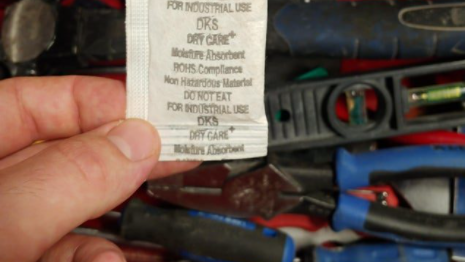 FOR INDUSTRIAL USE
DKS
DRY CARE+
Moisture Absorbent
ROHS Compliance
Non Hazardous Material
DO NOT EAT
FOR INDUSTRIAL USE
DKS
DRY CARE+
Moisture Absorbent